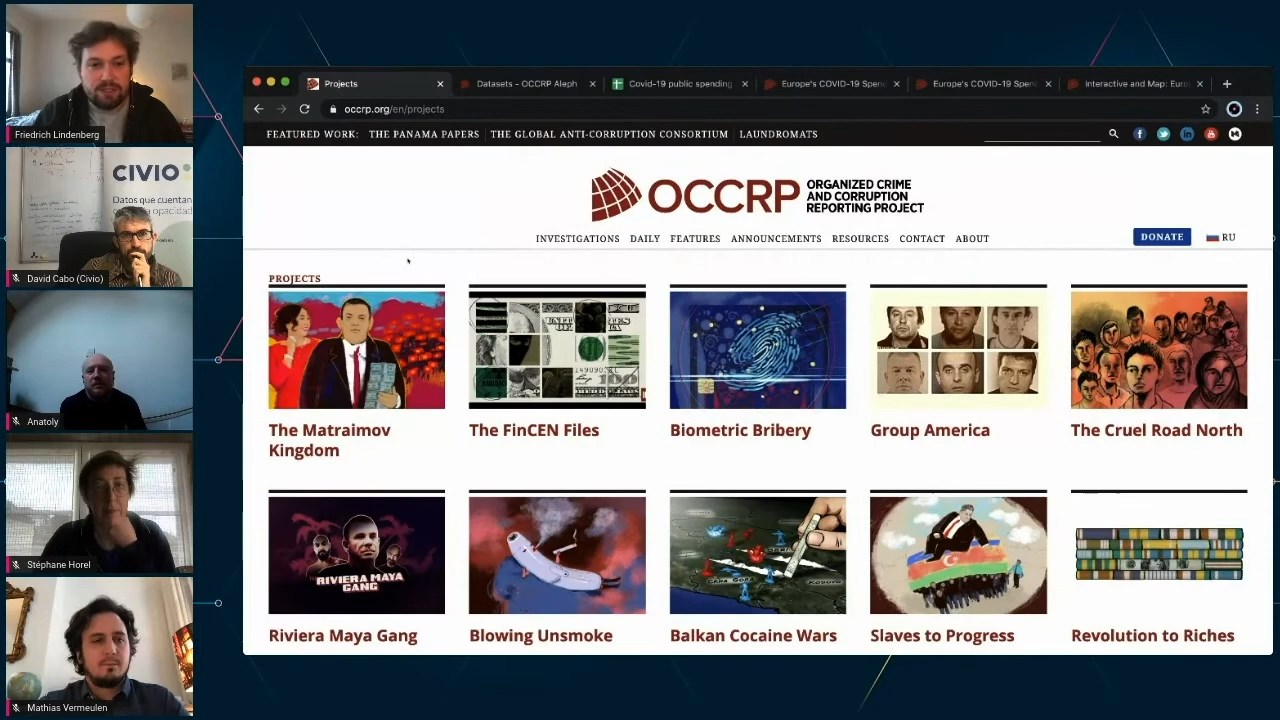 Friedrich Lindenberg
CIVIO
Datos que cuentan
opacidad
David Cabo (Civio)
Anatoly
Stéphane Horel
Mathias Vermeulen
Projects
Datasets – OCCRP Aleph
Covid-19 public spending
Europe's COVID-19 Spen
Europe's COVID-19 Spen
Interactive and Map: Euro
occrp.org/en/projects
FEATURED WORK: THE PANAMA PAPERS THE GLOBAL ANTI-CORRUPTION CONSORTIUM LAUNDROMATS
OCCRP
ORGANIZED CRIME
AND CORRUPTION
REPORTING PROJECT
INVESTIGATIONS DAILY FEATURES ANNOUNCEMENTS RESOURCES CONTACT ABOUT
DONATE
RU
PROJECTS
The Matraimov
Kingdom
The FinCEN Files
Biometric Bribery
Group America
The Cruel Road North
RIVIERA MAYA
GANG
Riviera Maya Gang
Blowing Unsmoke
Balkan Cocaine Wars
Slaves to Progress
Revolution to Riches